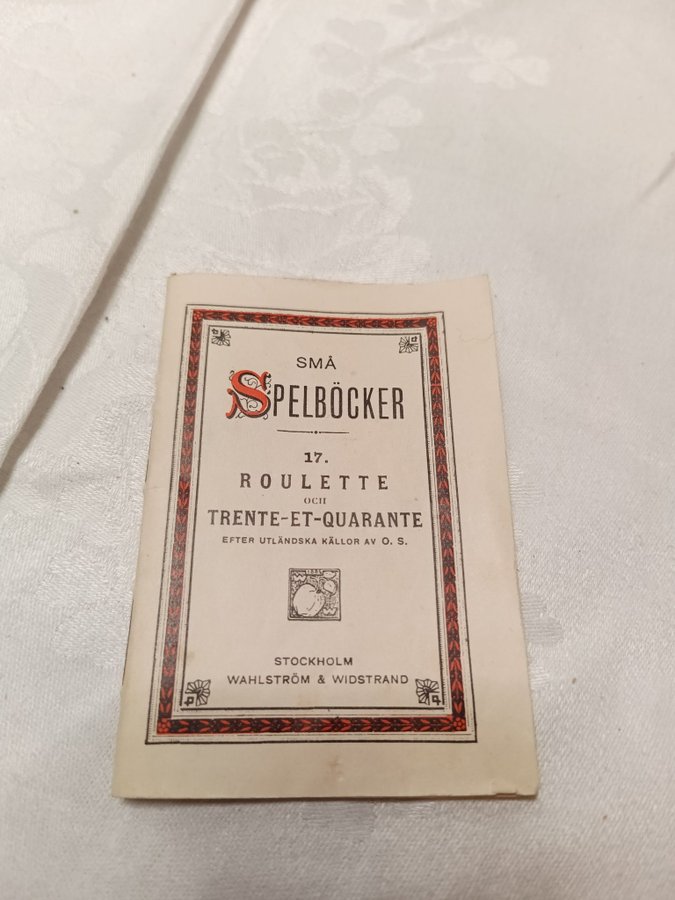 SMÅ
SPELBÖCKER
17.
ROULETTE
OCH
TRENTE-ET-QUARANTE
EFTER UTLÄNDSKA KÄLLOR AV O. S.
STOCKHOLM
WAHLSTRÖM & WIDSTRAND